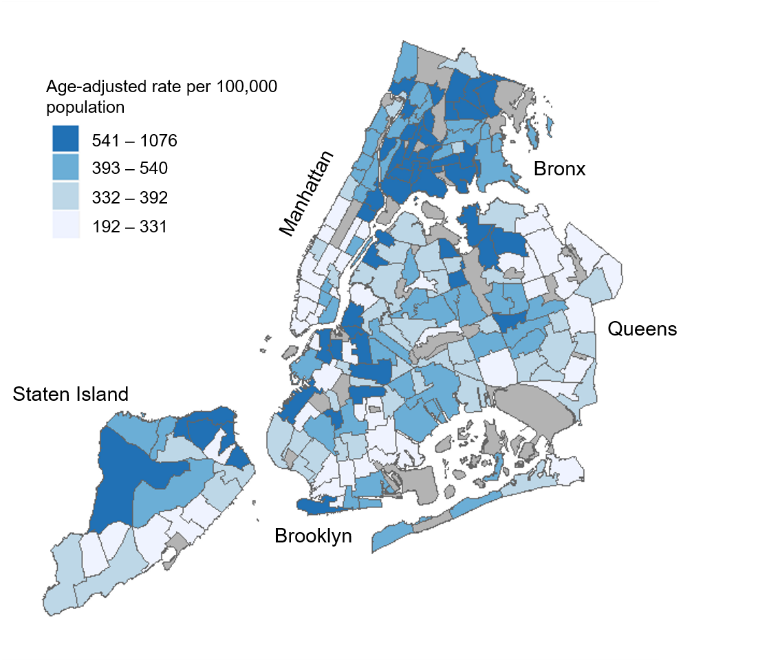 Age-adjusted rate per 100,000
population
541 – 1076
393 – 540
332 – 392
192 – 331
Manhattan
Bronx
Queens
Staten Island
Brooklyn